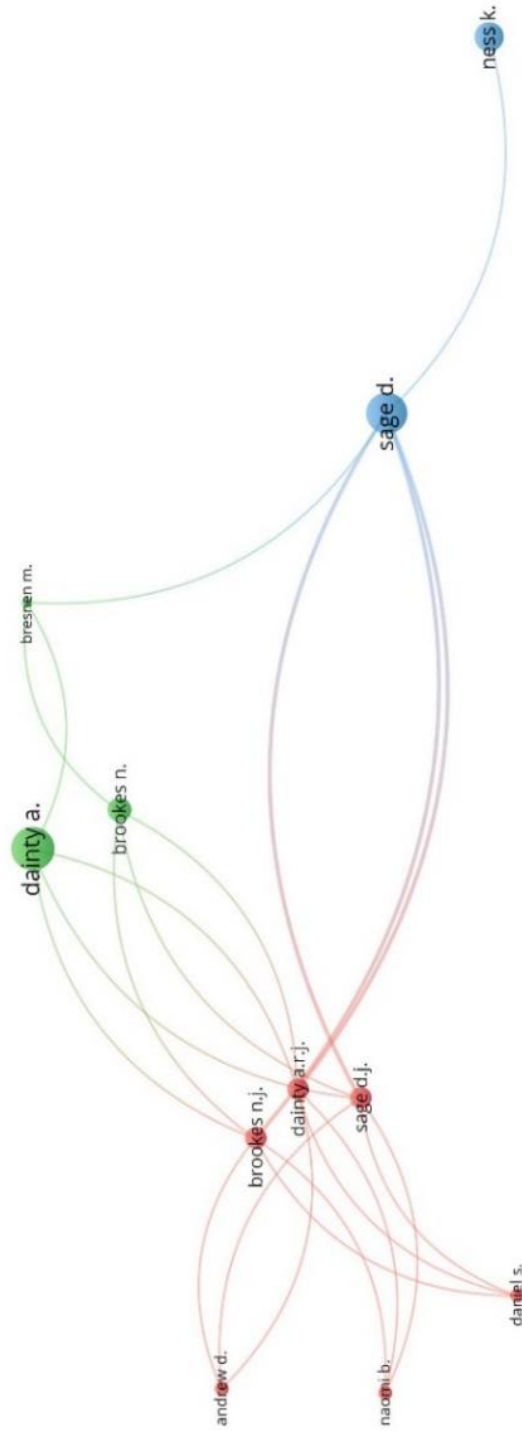 ness k.
sage d.
bresnen m.
brookes n.
dainty a.
dainty a.r.j.
sage d.j.
brookes n.j.
daniel s.
andrew d.
naomi b.